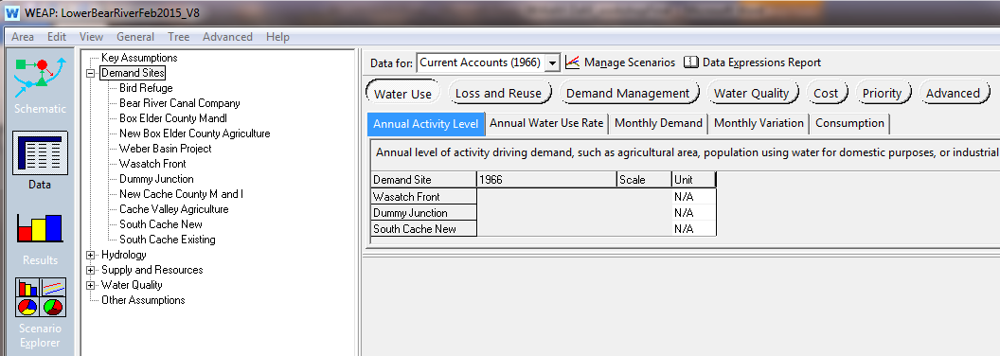 WEAP: LowerBearRiverFeb2015_V8
Area Edit View General Tree Advanced Help
Schematic
Data
Results
Scenario
Explorer
Key Assumptions
Demand Sites
Bird Refuge
Bear River Canal Company
Box Elder County MandI
New Box Elder County Agriculture
Weber Basin Project
Wasatch Front
Dummy Junction
New Cache County M and I
Cache Valley Agriculture
South Cache New
South Cache Existing
Hydrology
Supply and Resources
Water Quality
Other Assumptions
Data for: Current Accounts (1966) Manage Scenarios Data Expressions Report
Water Use Loss and Reuse Demand Management Water Quality Cost Priority Advanced
Annual Activity Level Annual Water Use Rate Monthly Demand Monthly Variation Consumption
Annual level of activity driving demand, such as agricultural area, population using water for domestic purposes, or industrial
Demand Site 1966 Scale Unit
Wasatch Front N/A
Dummy Junction N/A
South Cache New N/A